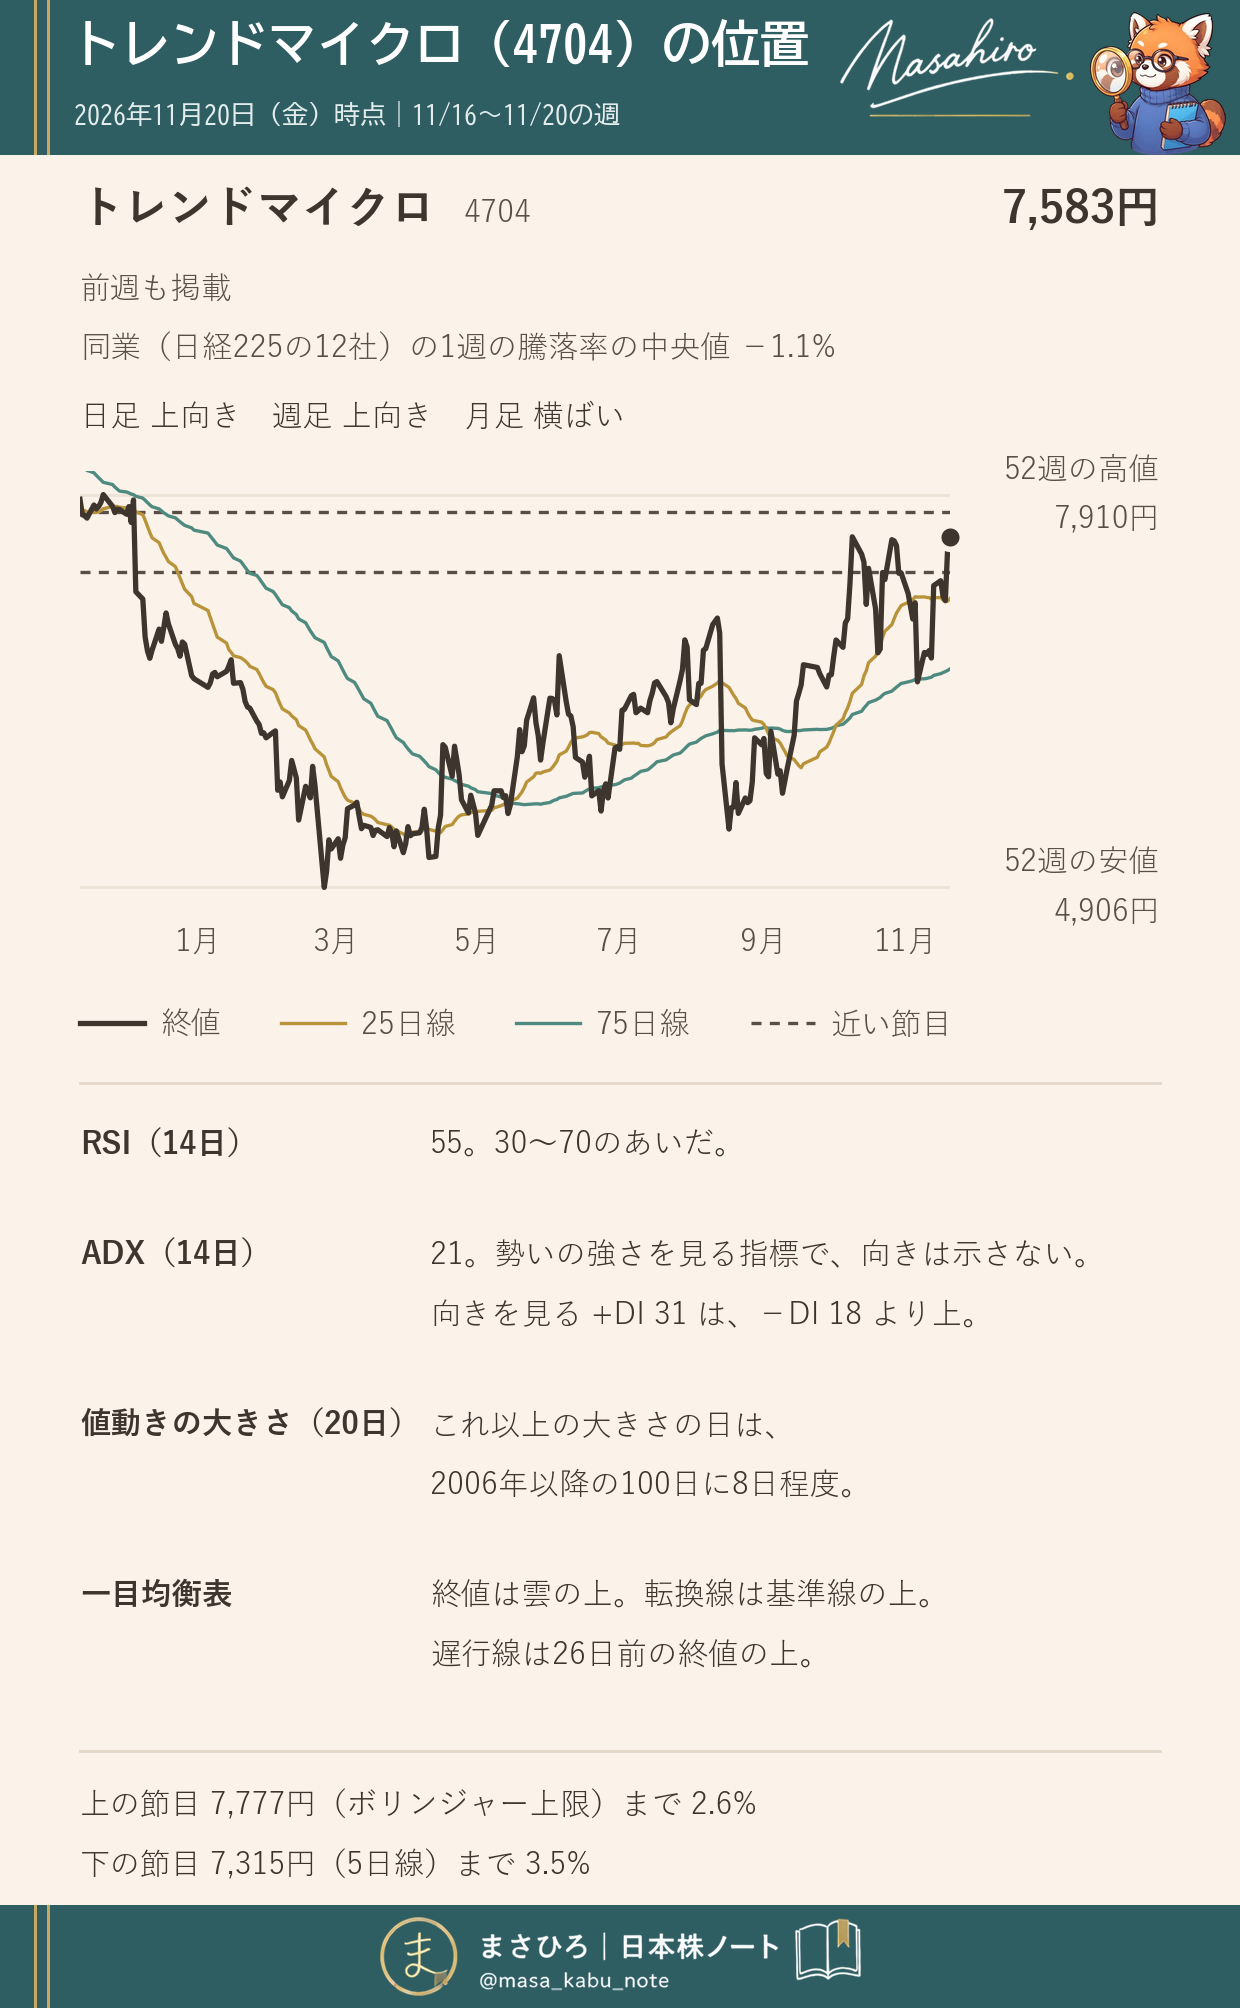 トレンドマイクロ（4704）の位置
Masahiro
2026年11月20日（金）時点｜11/16〜11/20の週
トレンドマイクロ 4704 7,583円
前週も掲載
同業（日経225の12社）の1週の騰落率の中央値 −1.1%
日足 上向き 週足 上向き 月足 横ばい
52週の高値
7,910円
52週の安値
4,906円
1月 3月 5月 7月 9月 11月
終値 25日線 75日線 近い節目
RSI（14日） 55。30〜70のあいだ。
ADX（14日） 21。勢いの強さを見る指標で、向きは示さない。
向きを見る +DI 31 は、−DI 18 より上。
値動きの大きさ（20日） これ以上の大きさの日は、
2006年以降の100日に8日程度。
一目均衡表 終値は雲の上。転換線は基準線の上。
遅行線は26日前の終値の上。
上の節目 7,777円（ボリンジャー上限）まで 2.6%
下の節目 7,315円（5日線）まで 3.5%
ま まさひろ｜日本株ノート
@masa_kabu_note